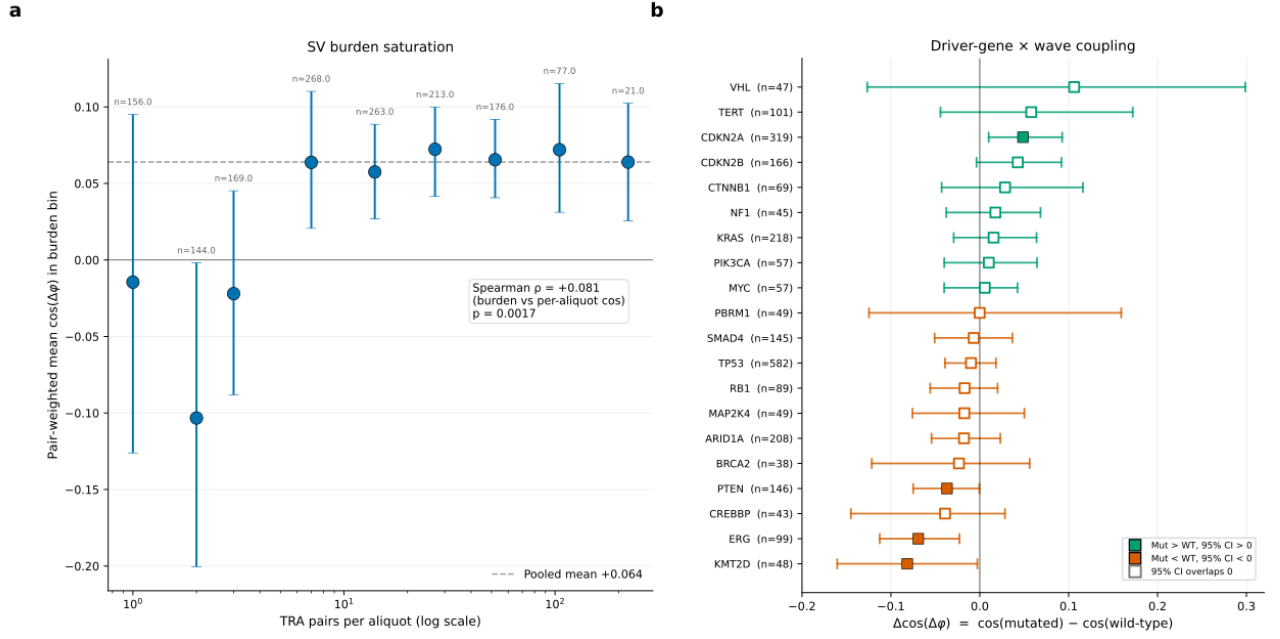 a
SV burden saturation
n=156.0
n=144.0
n=169.0
n=268.0
n=263.0
n=213.0
n=176.0
n=77.0
n=21.0
0.10
0.05
0.00
−0.05
−0.10
−0.15
−0.20
Pair-weighted mean cos(Δφ) in burden bin
Spearman ρ = +0.081
(burden vs per-aliquot cos)
p = 0.0017
Pooled mean +0.064
10⁰
10¹
10²
TRA pairs per aliquot (log scale)
b
Driver-gene × wave coupling
VHL (n=47)
TERT (n=101)
CDKN2A (n=319)
CDKN2B (n=166)
CTNNB1 (n=69)
NF1 (n=45)
KRAS (n=218)
PIK3CA (n=57)
MYC (n=57)
PBRM1 (n=49)
SMAD4 (n=145)
TP53 (n=582)
RB1 (n=89)
MAP2K4 (n=49)
ARID1A (n=208)
BRCA2 (n=38)
PTEN (n=146)
CREBBP (n=43)
ERG (n=99)
KMT2D (n=48)
Mut > WT, 95% CI > 0
Mut < WT, 95% CI < 0
95% CI overlaps 0
−0.2
−0.1
0.0
0.1
0.2
0.3
Δcos(Δφ) = cos(mutated) − cos(wild-type)